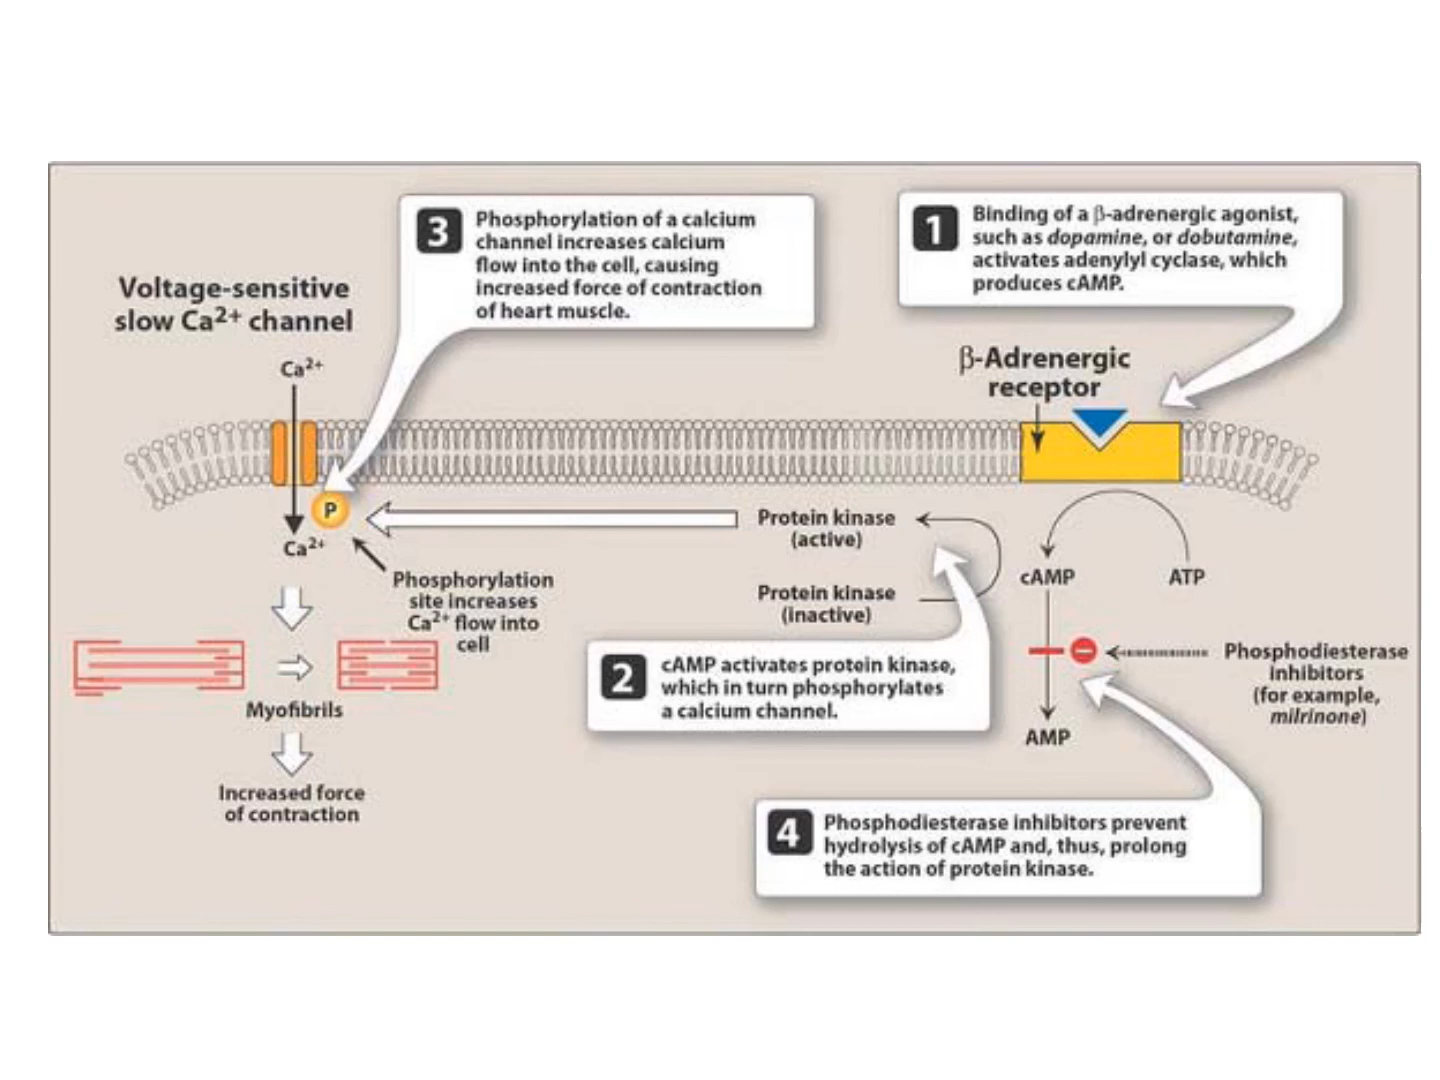 3
Phosphorylation of a calcium
channel increases calcium
flow into the cell, causing
increased force of contraction
of heart muscle.
1
Binding of a β-adrenergic agonist,
such as dopamine, or dobutamine,
activates adenylyl cyclase, which
produces cAMP.
Voltage-sensitive
slow Ca²⁺ channel
Ca²⁺
β-Adrenergic
receptor
P
Ca²⁺
Phosphorylation
site increases
Ca²⁺ flow into
cell
Protein kinase
(active)
Protein kinase
(inactive)
cAMP
ATP
2
cAMP activates protein kinase,
which in turn phosphorylates
a calcium channel.
Phosphodiesterase
inhibitors
(for example,
milrinone)
AMP
Myofibrils
Increased force
of contraction
4
Phosphodiesterase inhibitors prevent
hydrolysis of cAMP and, thus, prolong
the action of protein kinase.